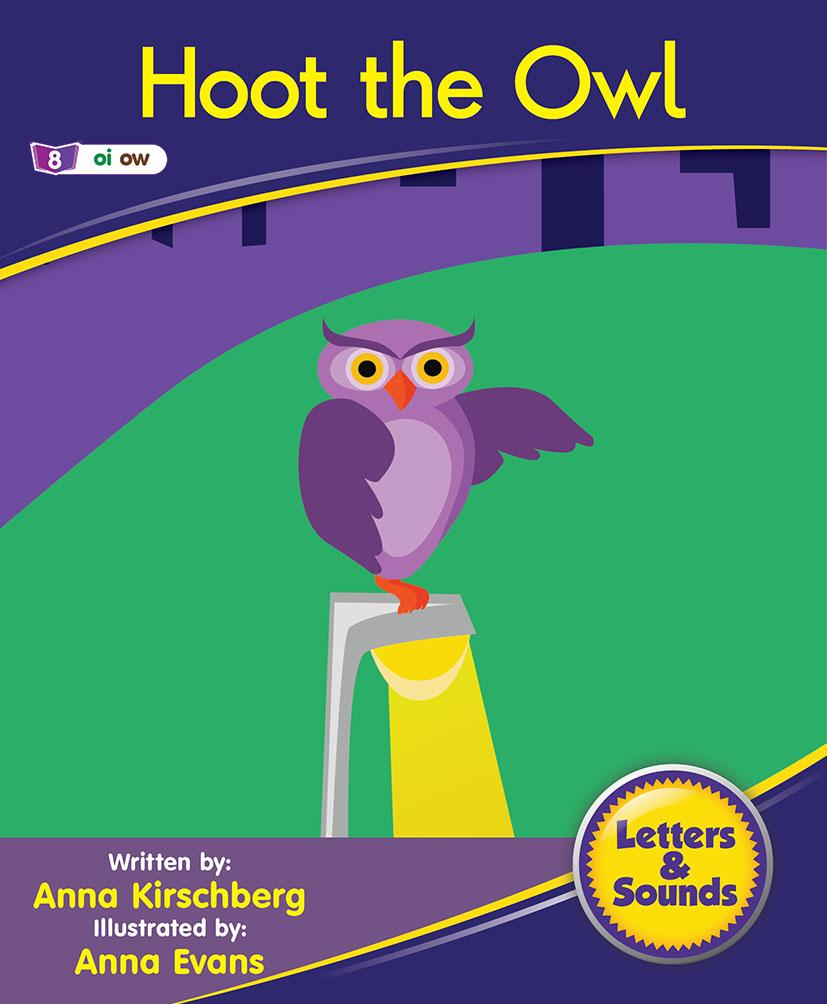 Hoot the Owl
8 oi ow
Written by:
Anna Kirschberg
Illustrated by:
Anna Evans
Letters
&
Sounds